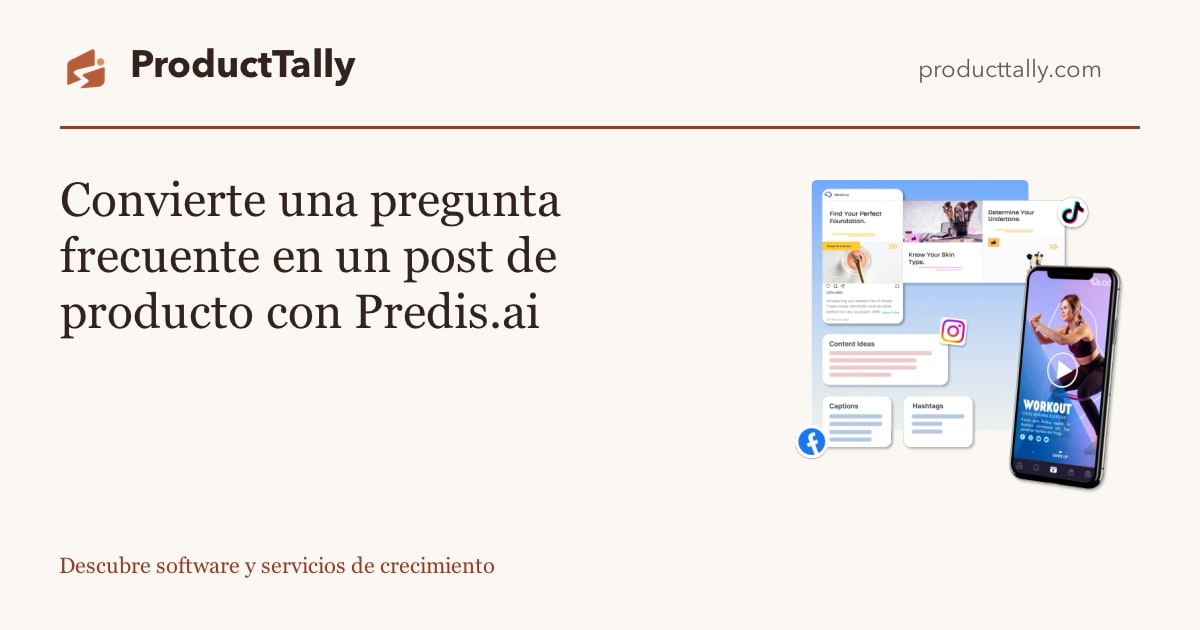 ProductTally
producttally.com
Convierte una pregunta
frecuente en un post de
producto con Predis.ai
Find Your Perfect
Foundation.
Determine Your
Undertone.
Know Your Skin
Type.
Content Ideas
Captions
Hashtags
WORKOUT
Descubre software y servicios de crecimiento